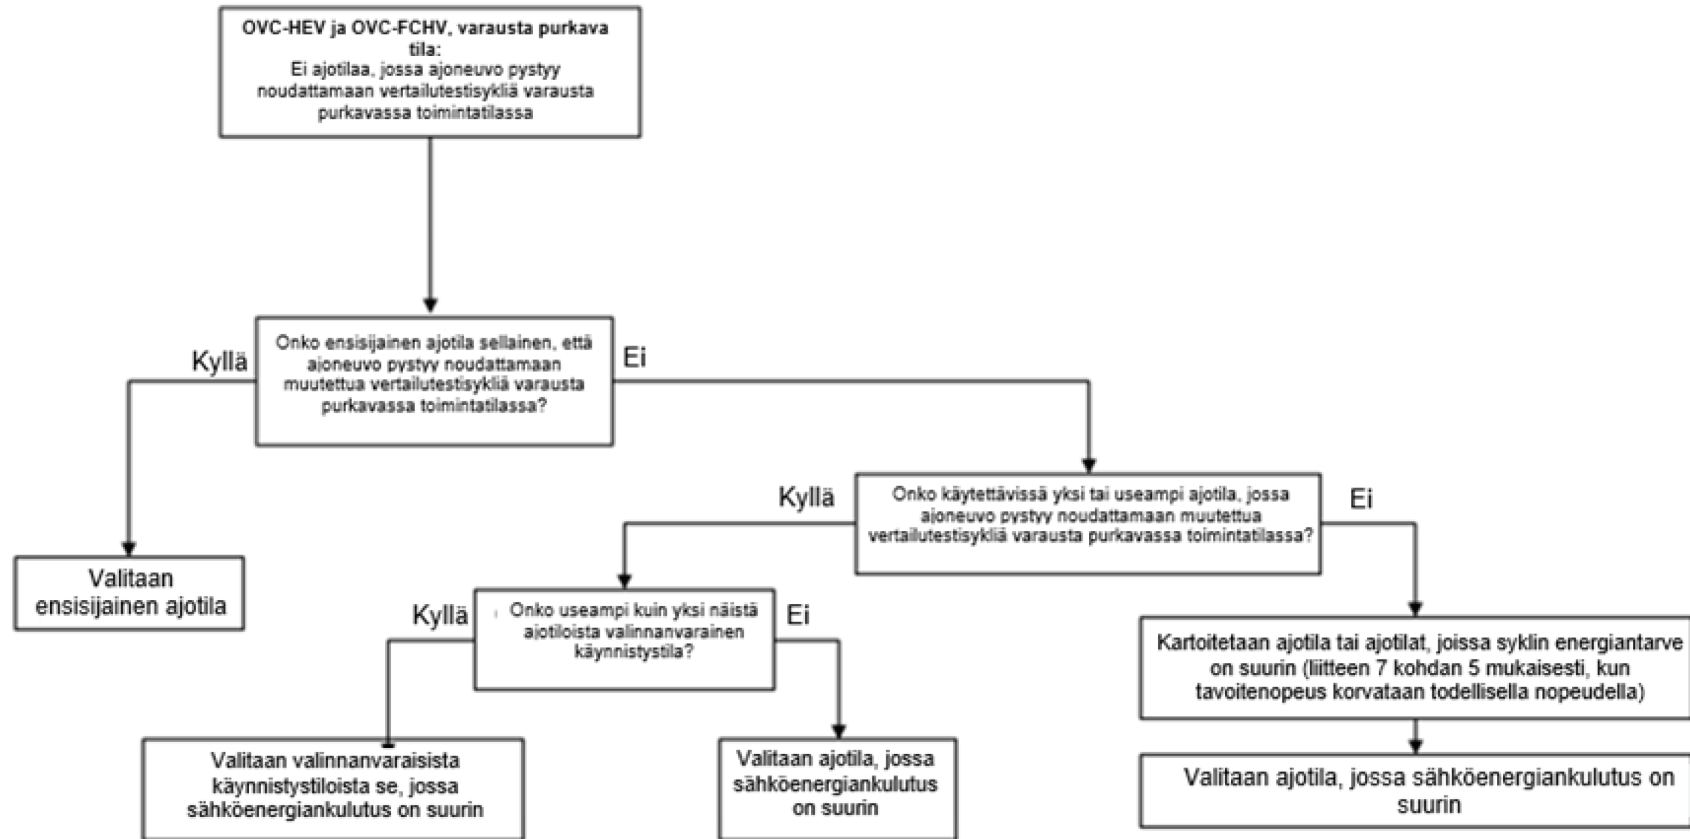 OVC-HEV ja OVC-FCHV, varausta purkava
tila:
Ei ajotilaa, jossa ajoneuvo pystyy
noudattamaan vertailutestisykliä varausta
purkavassa toimintatilassa
Kyllä
Onko ensisijainen ajotila sellainen, että
ajoneuvo pystyy noudattamaan
muutettua vertailutestisykliä varausta
purkavassa toimintatilassa?
Ei
Kyllä
Onko käytettävissä yksi tai useampi ajotila, jossa
ajoneuvo pystyy noudattamaan muutettua
vertailutestisykliä varausta purkavassa toimintatilassa?
Ei
Valitaan
ensisijainen ajotila
Kyllä
Onko useampi kuin yksi näistä
ajotiloista valinnanvarainen
käynnistystila?
Ei
Kartoitetaan ajotila tai ajotilat, joissa syklin energiantarve
on suurin (liitteen 7 kohdan 5 mukaisesti, kun
tavoitenopeus korvataan todellisella nopeudella)
Valitaan valinnanvaraisista
käynnistystiloista se, jossa
sähköenergiankulutus on suurin
Valitaan ajotila, jossa
sähköenergiankulutus
on suurin
Valitaan ajotila, jossa sähköenergiankulutus on
suurin